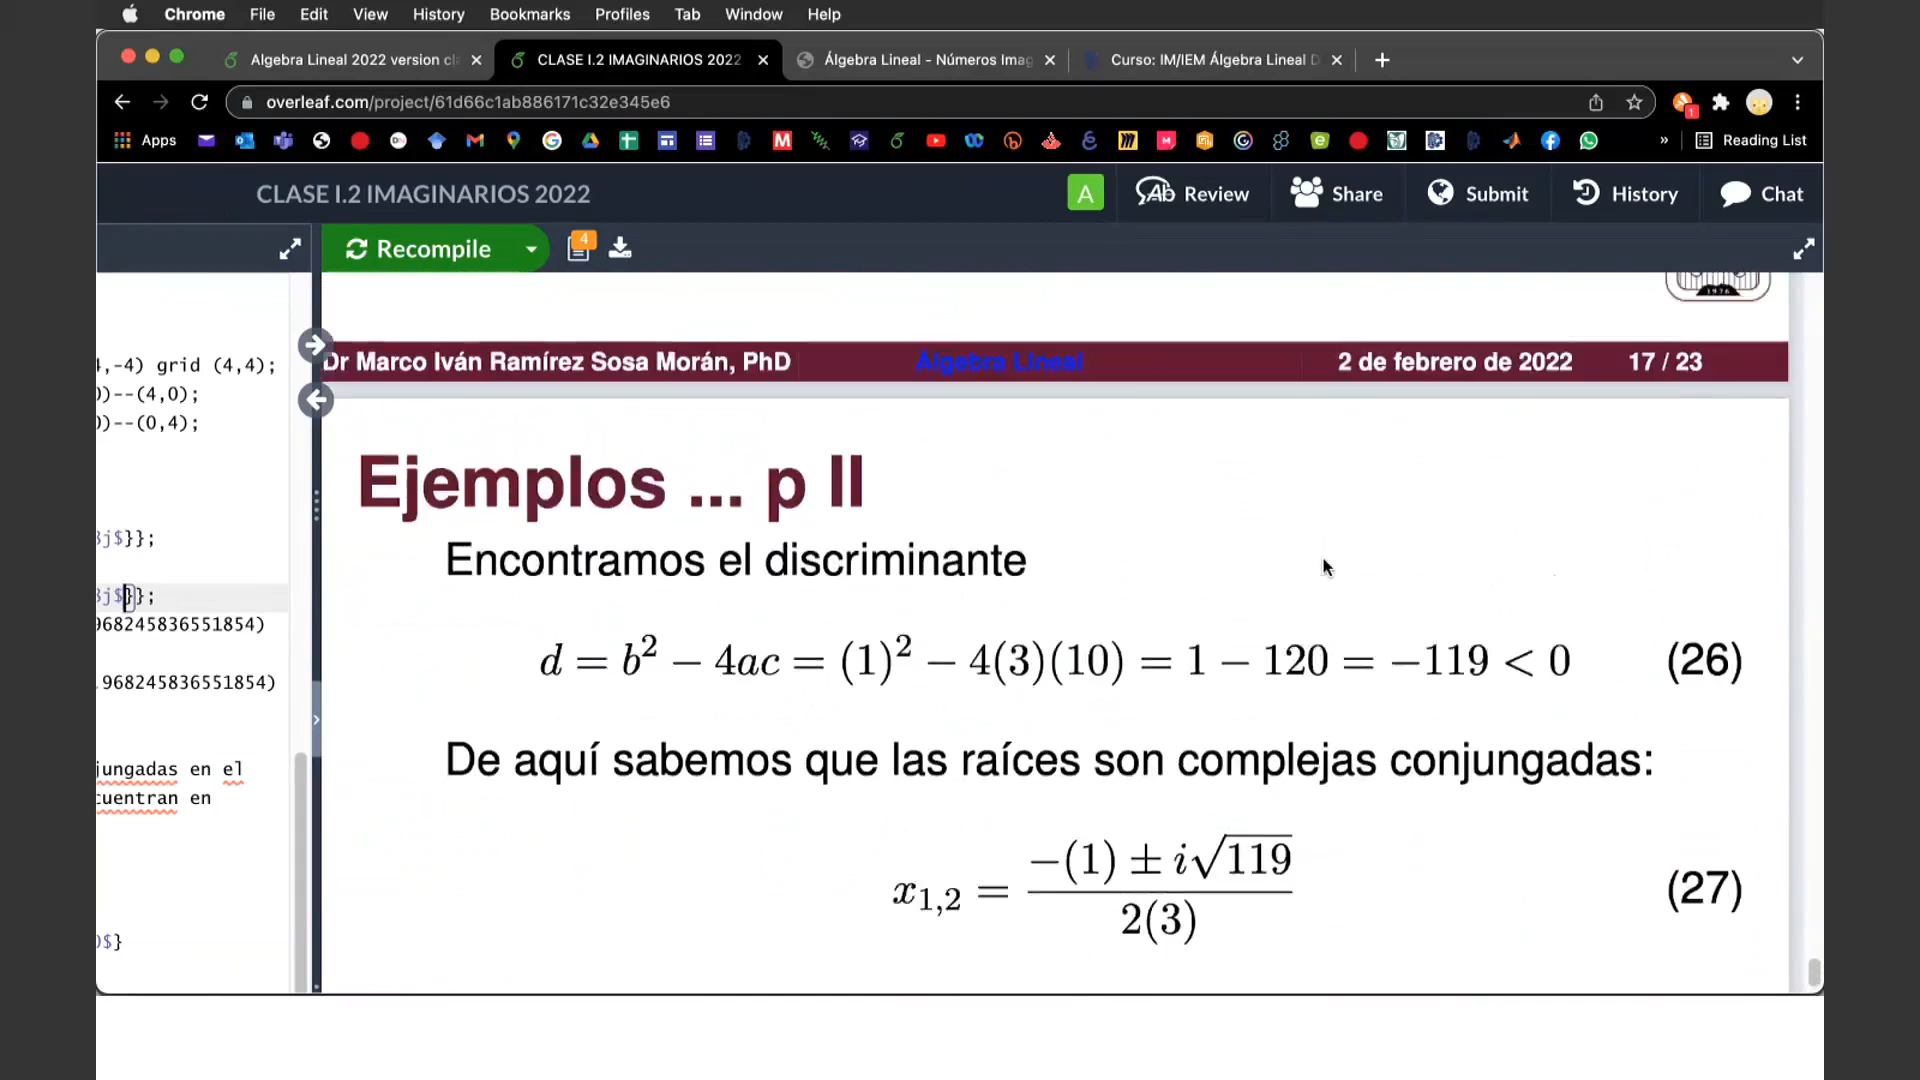 Chrome File Edit View History Bookmarks Profiles Tab Window Help
Algebra Lineal 2022 version cl
CLASE I.2 IMAGINARIOS 2022
Álgebra Lineal - Números Imag
Curso: IM/IEM Álgebra Lineal D
overleaf.com/project/61d66c1ab886171c32e345e6
1
Apps
Reading List
CLASE I.2 IMAGINARIOS 2022
A
Review
Share
Submit
History
Chat
Recompile
4
1976
Dr Marco Iván Ramírez Sosa Morán, PhD Álgebra Lineal 2 de febrero de 2022 17 / 23
,-4) grid (4,4);
)--(4,0);
)--(0,4);
j$}};
j$}};
968245836551854)
.968245836551854)
jungadas en el
cuentran en
$}
Ejemplos ... p II
Encontramos el discriminante
d = b² − 4ac = (1)² − 4(3)(10) = 1 − 120 = −119 < 0 (26)
De aquí sabemos que las raíces son complejas conjungadas:
x₁,₂ = (−(1) ± i√119) / 2(3) (27)